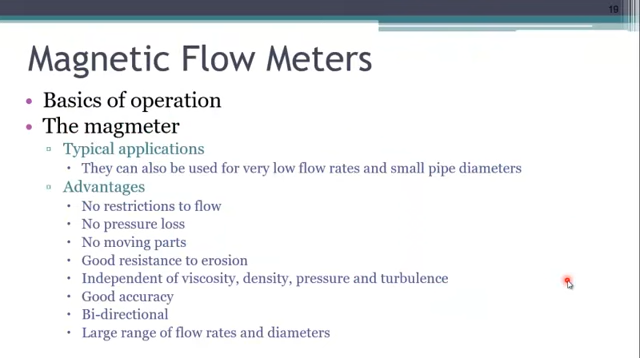 19
Magnetic Flow Meters
• Basics of operation
• The magmeter
▫ Typical applications
• They can also be used for very low flow rates and small pipe diameters
▫ Advantages
• No restrictions to flow
• No pressure loss
• No moving parts
• Good resistance to erosion
• Independent of viscosity, density, pressure and turbulence
• Good accuracy
• Bi-directional
• Large range of flow rates and diameters